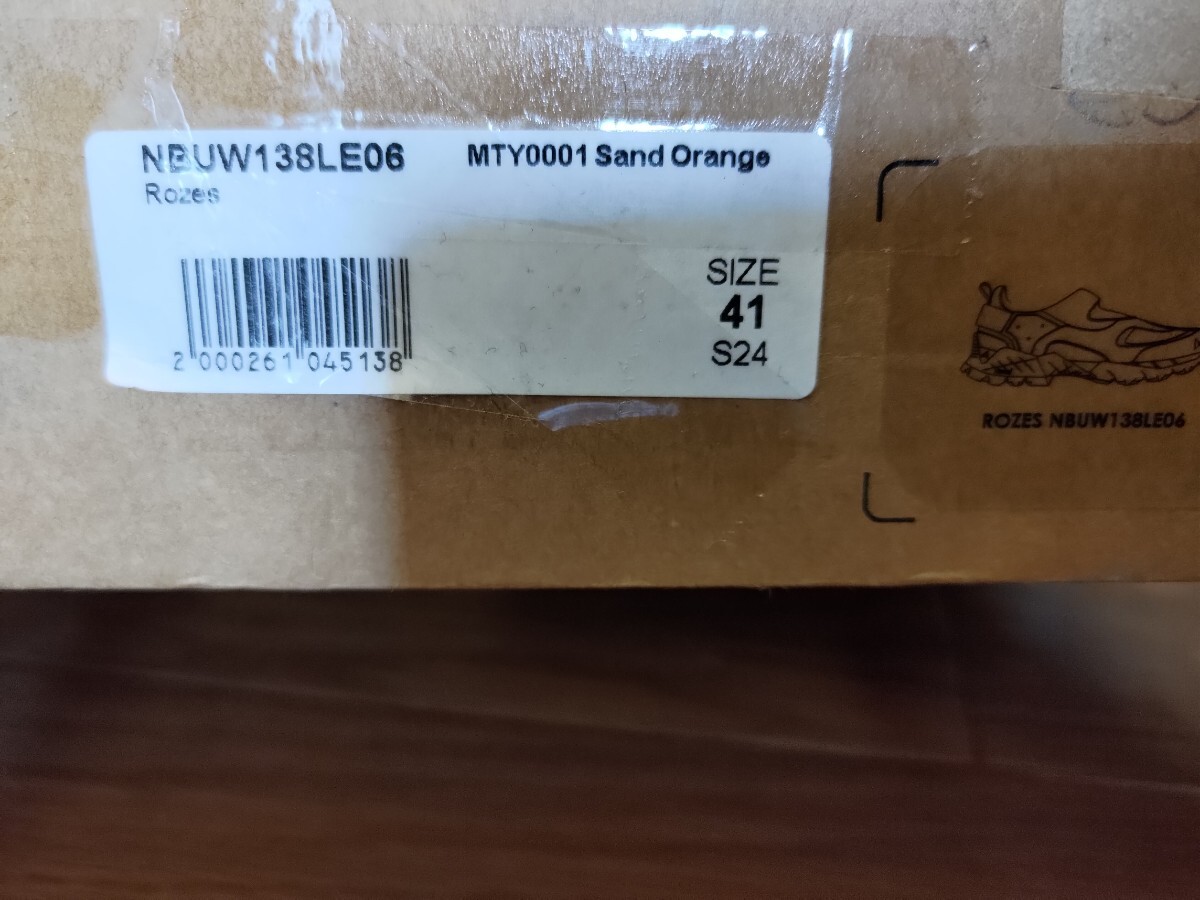 NBUW138LE06 MTY0001 Sand Orange
Rozes
SIZE
41
S24
2 000261 045138
ROZES NBUW138LE06